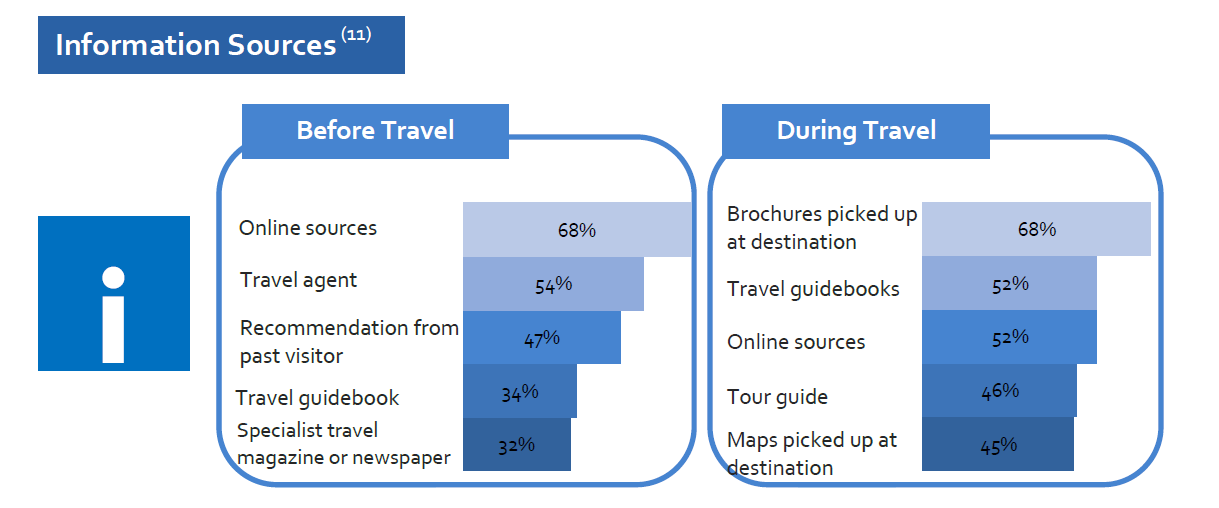 Information Sources (11)
Before Travel
Online sources 68%
Travel agent 54%
Recommendation from
past visitor 47%
Travel guidebook 34%
Specialist travel
magazine or newspaper 32%
During Travel
Brochures picked up
at destination 68%
Travel guidebooks 52%
Online sources 52%
Tour guide 46%
Maps picked up at
destination 45%
i